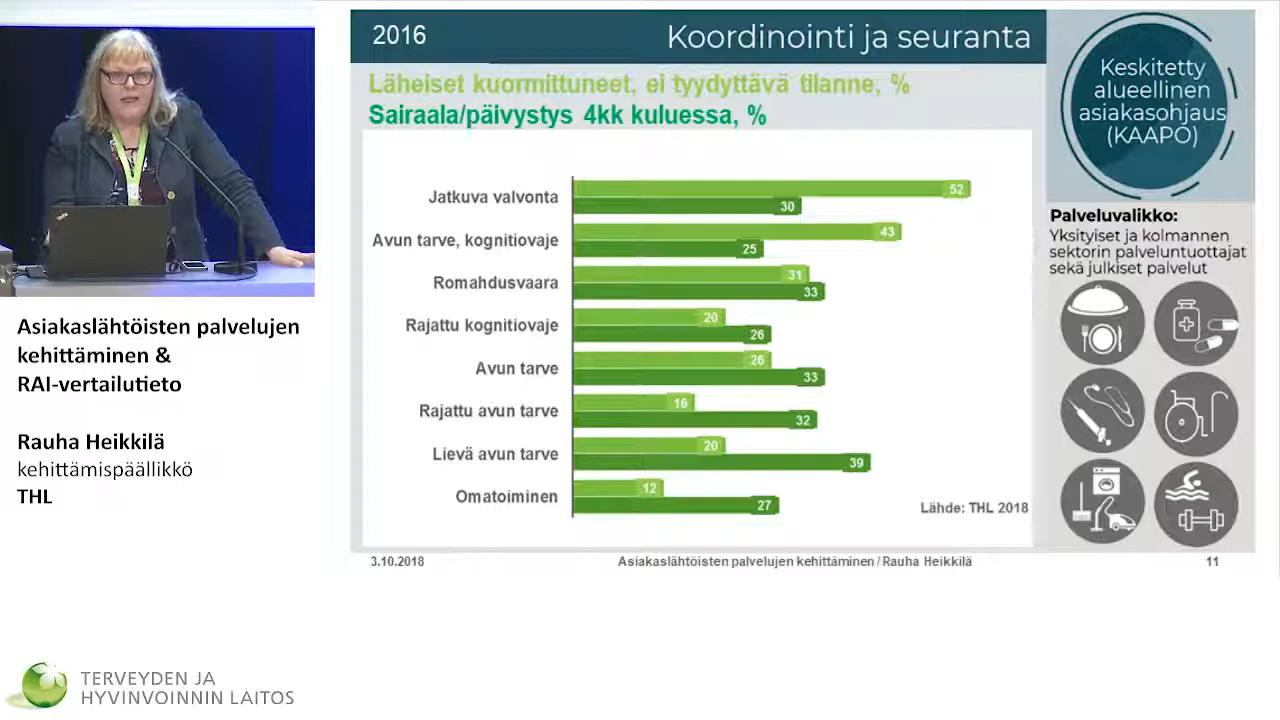 2016
Koordinointi ja seuranta
Läheiset kuormittuneet, ei tyydyttävä tilanne, %
Sairaala/päivystys 4kk kuluessa, %
Jatkuva valvonta
52
30
Avun tarve, kognitiovaje
43
25
Romahdusvaara
31
33
Rajattu kognitiovaje
20
26
Avun tarve
26
33
Rajattu avun tarve
16
32
Lievä avun tarve
20
39
Omatoiminen
12
27
Lähde: THL 2018
3.10.2018
Asiakaslähtöisten palvelujen kehittäminen / Rauha Heikkilä
11
Keskitetty
alueellinen
asiakasohjaus
(KAAPO)
Palveluvalikko:
Yksityiset ja kolmannen
sektorin palveluntuottajat
sekä julkiset palvelut
Asiakaslähtöisten palvelujen
kehittäminen &
RAI-vertailutieto
Rauha Heikkilä
kehittämispäällikkö
THL
TERVEYDEN JA
HYVINVOINNIN LAITOS